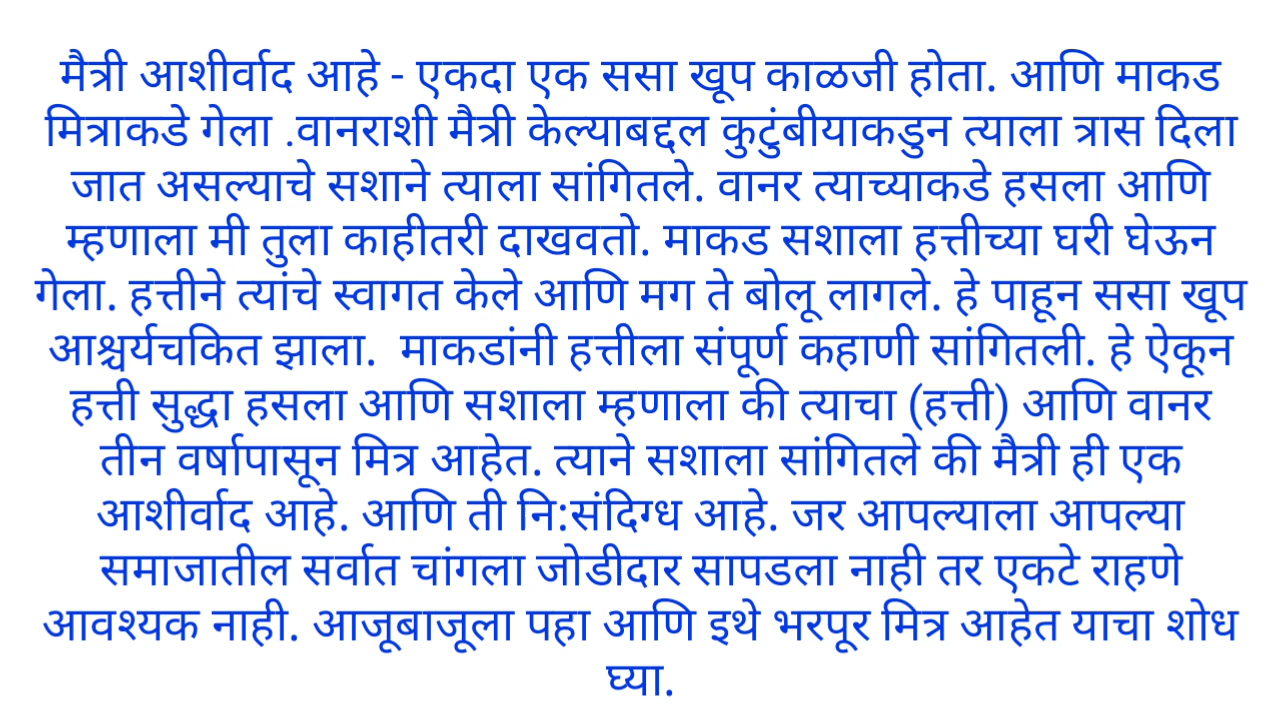 मैत्री आशीर्वाद आहे - एकदा एक ससा खूप काळजी होता. आणि माकड
मित्राकडे गेला .वानराशी मैत्री केल्याबद्दल कुटुंबीयाकडुन त्याला त्रास दिला
जात असल्याचे सशाने त्याला सांगितले. वानर त्याच्याकडे हसला आणि
म्हणाला मी तुला काहीतरी दाखवतो. माकड सशाला हत्तीच्या घरी घेऊन
गेला. हत्तीने त्यांचे स्वागत केले आणि मग ते बोलू लागले. हे पाहून ससा खूप
आश्चर्यचकित झाला.  माकडांनी हत्तीला संपूर्ण कहाणी सांगितली. हे ऐकून
हत्ती सुद्धा हसला आणि सशाला म्हणाला की त्याचा (हत्ती) आणि वानर
तीन वर्षापासून मित्र आहेत. त्याने सशाला सांगितले की मैत्री ही एक
आशीर्वाद आहे. आणि ती नि:संदिग्ध आहे. जर आपल्याला आपल्या
समाजातील सर्वात चांगला जोडीदार सापडला नाही तर एकटे राहणे
आवश्यक नाही. आजूबाजूला पहा आणि इथे भरपूर मित्र आहेत याचा शोध
घ्या.